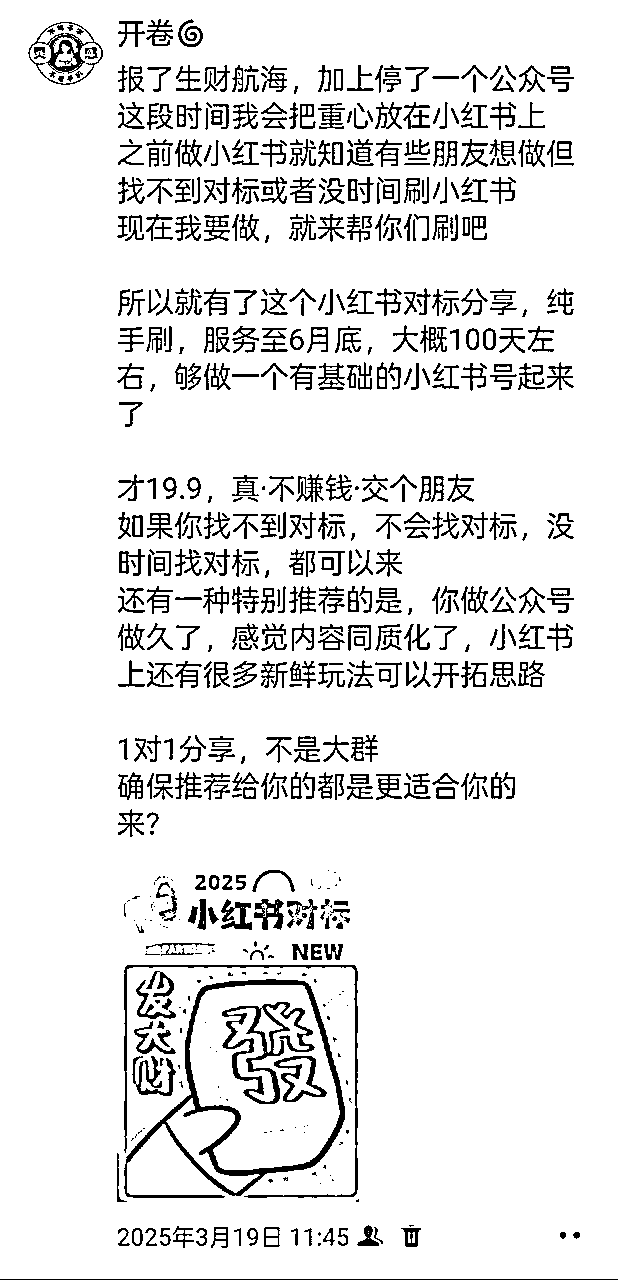 开卷🌀
报了生财航海，加上停了一个公众号
这段时间我会把重心放在小红书上
之前做小红书就知道有些朋友想做但
找不到对标或者没时间刷小红书
现在我要做，就来帮你们刷吧
所以就有了这个小红书对标分享，纯
手刷，服务至6月底，大概100天左
右，够做一个有基础的小红书号起来
了
才19.9，真·不赚钱·交个朋友
如果你找不到对标，不会找对标，没
时间找对标，都可以来
还有一种特别推荐的是，你做公众号
做久了，感觉内容同质化了，小红书
上还有很多新鲜玩法可以开拓思路
1对1分享，不是大群
确保推荐给你的都是更适合你的
来？
2025
小红书对标
NEW
发大财
發
2025年3月19日 11:45